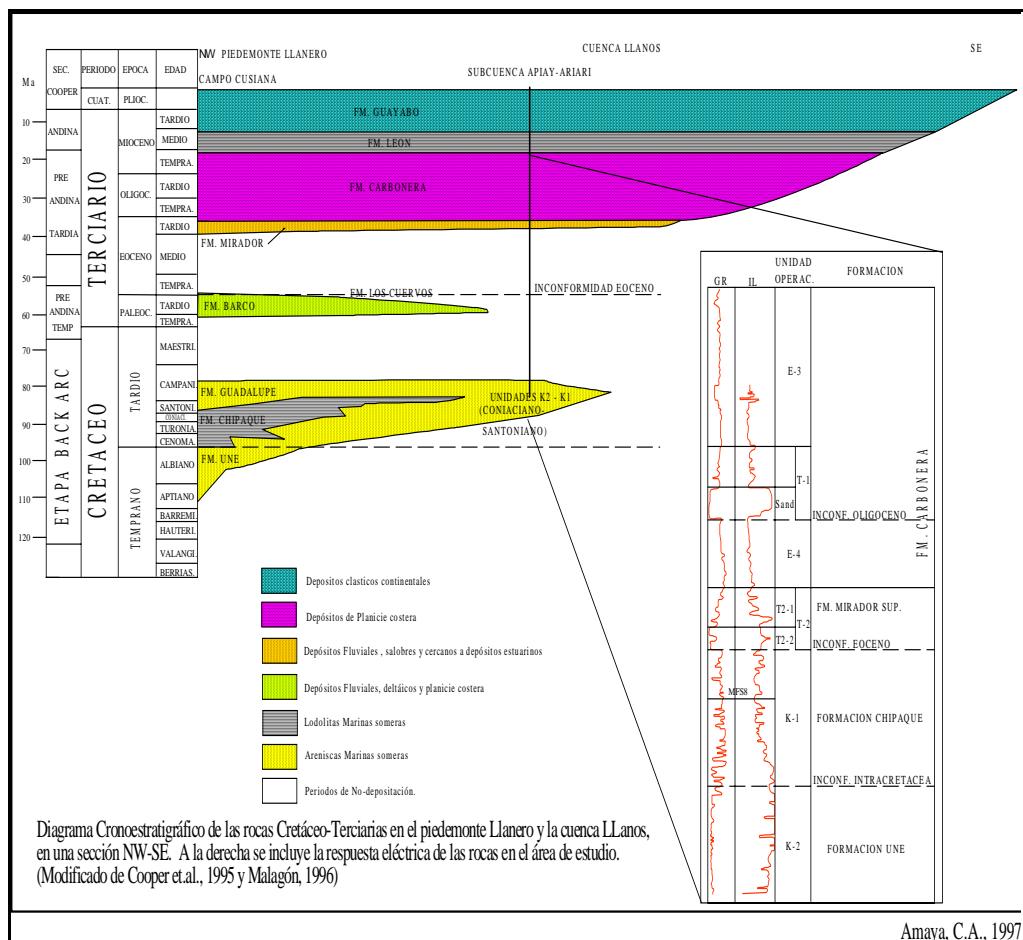 NW PIEDEMONTE LLANERO
CUENCA LLANOS
SE
CAMPO CUSIANA
SUBCUENCA APIAY-ARIARI
Ma
SEC. COOPER
PERIODO
EPOCA
EDAD
CUAT.
PLIOC.
10
20
30
40
50
60
70
80
90
100
110
120
ANDINA
PRE ANDINA TARDIA
PRE ANDINA TEMP
ETAPA BACK ARC
TERCIARIO
CRETACEO
MIOCENO
OLIGOC.
EOCENO
PALEOC.
TARDIO
TEMPRANO
TARDIO
MEDIO
TEMPRA.
TARDIO
TEMPRA.
TARDIO
MEDIO
TEMPRA.
TARDIO
TEMPRA.
MAESTRI.
CAMPANI.
SANTONI.
CONIACI.
TURONIA.
CENOMA.
ALBIANO
APTIANO
BARREMI.
HAUTERI.
VALANGI.
BERRIAS.
FM. GUAYABO
FM. LEON
FM. CARBONERA
FM. MIRADOR
FM. LOS CUERVOS
INCONFORMIDAD EOCENO
FM. BARCO
FM. GUADALUPE
UNIDADES K2 - K1
(CONIACIANO-
SANTONIANO)
FM. CHIPAQUE
FM. UNE
Depositos clasticos continentales
Depósitos de Planicie costera
Depósitos Fluviales , salobres y cercanos a depósitos estuarinos
Depósitos Fluviales, deltáicos y planicie costera
Lodolitas Marinas someras
Areniscas Marinas someras
Periodos de No-depositación.
GR
IL
UNIDAD
OPERAC.
FORMACION
E-3
T-1
Sand
INCONF. OLIGOCENO
FM. CARBONERA
E-4
T2-1
T-2
FM. MIRADOR SUP.
T2-2
INCONF. EOCENO
MFS8
K-1
FORMACION CHIPAQUE
INCONF. INTRACRETACEA
K-2
FORMACION UNE
Diagrama Cronoestratigráfico de las rocas Cretáceo-Terciarias en el piedemonte Llanero y la cuenca LLanos,
en una sección NW-SE. A la derecha se incluye la respuesta eléctrica de las rocas en el área de estudio.
(Modificado de Cooper et.al., 1995 y Malagón, 1996)
Amaya, C.A., 1997